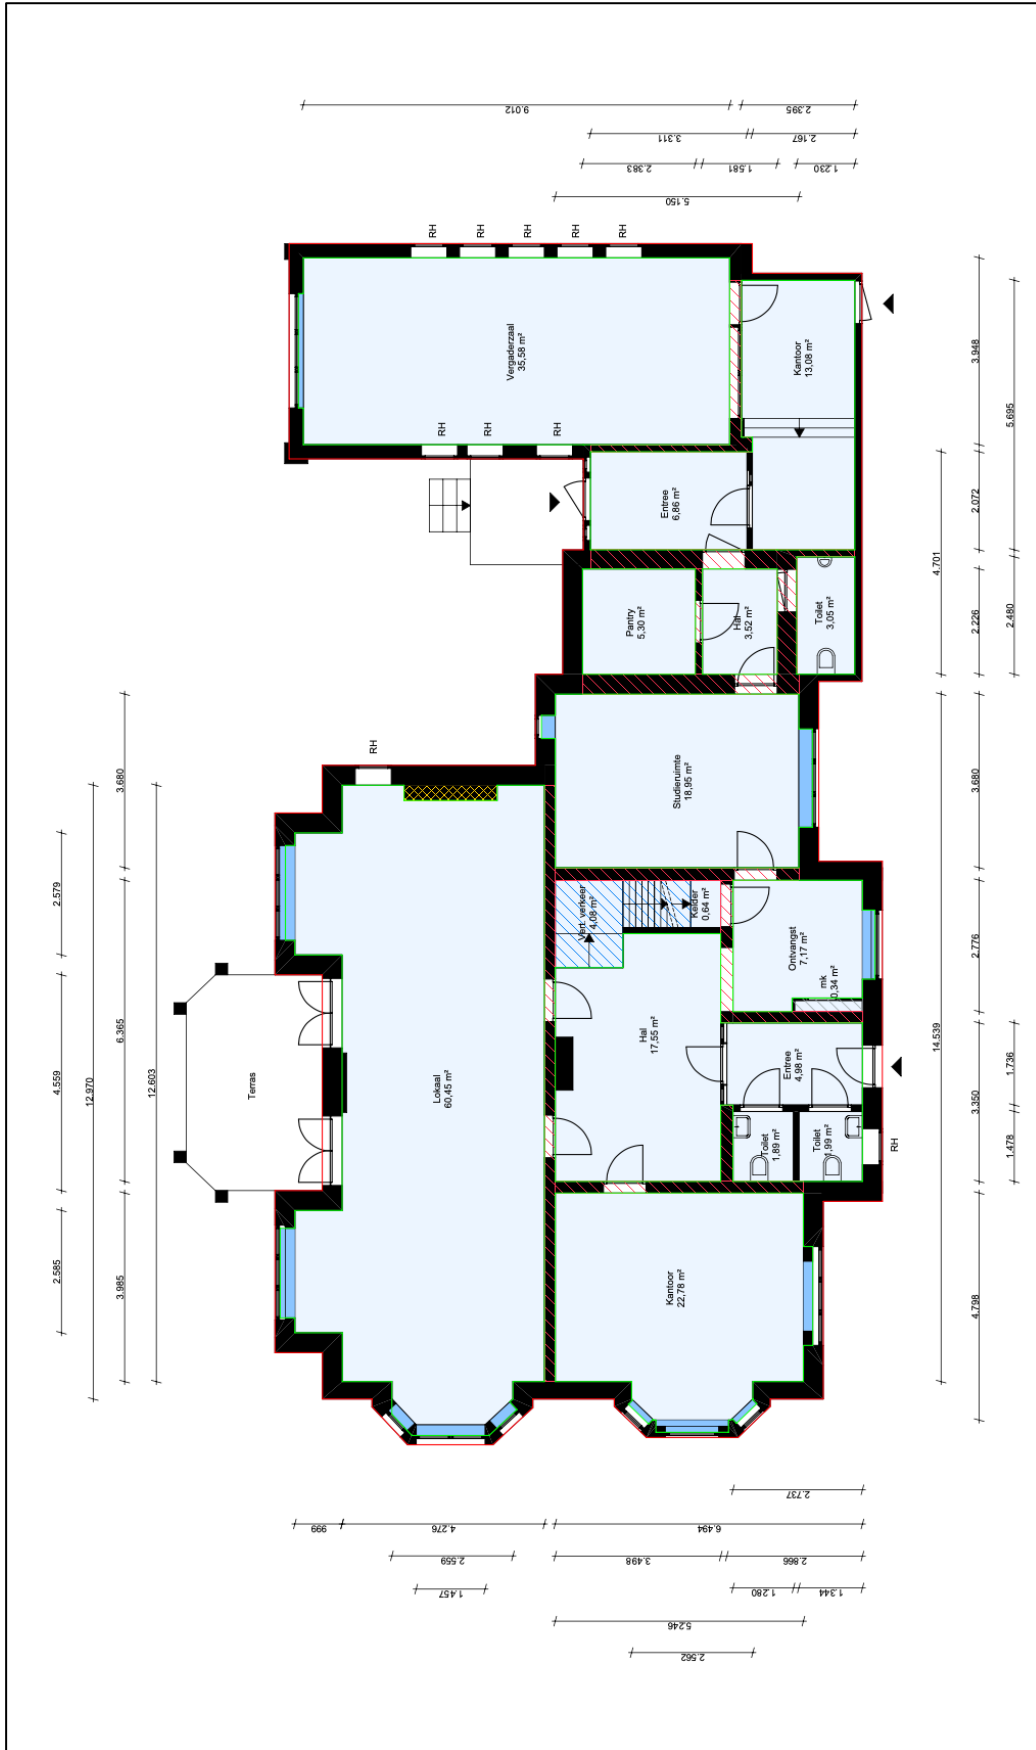 9.012
2.395
3.311
2.167
2.383
1.581
1.230
5.150
RH
RH
RH
RH
RH
Vergaderzaal
35,58 m²
Kantoor
13,08 m²
3.948
5.695
RH
RH
RH
Entree
6,86 m²
2.072
4.701
Pantry
5,30 m²
Hal
3,52 m²
Toilet
3,05 m²
2.226
2.480
RH
3.680
Studieruimte
18,95 m²
3.680
2.579
Vert. verkeer
4,08 m²
Kelder
0,64 m²
Ontvangst
7,17 m²
mk
0,34 m²
2.776
14.539
6.365
4.559
12.970
12.603
Terras
Lokaal
60,45 m²
Hal
17,55 m²
Entree
4,98 m²
1.736
3.350
1.478
Toilet
1,89 m²
Toilet
1,99 m²
RH
2.585
3.985
Kantoor
22,78 m²
4.798
2.737
999
4.276
6.494
2.559
3.498
2.866
1.457
1.280
1.344
5.246
2.562